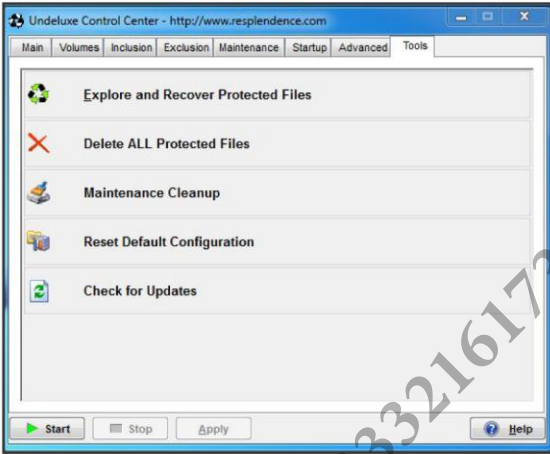 Undeluxe Control Center - http://www.resplendence.com
Main Volumes Inclusion Exclusion Maintenance Startup Advanced Tools
Explore and Recover Protected Files
Delete ALL Protected Files
Maintenance Cleanup
Reset Default Configuration
Check for Updates
Start Stop Apply Help